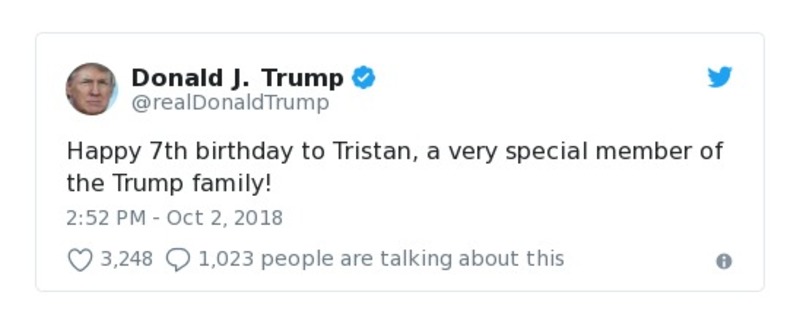 Donald J. Trump
@realDonaldTrump
Happy 7th birthday to Tristan, a very special member of
the Trump family!
2:52 PM - Oct 2, 2018
3,248 1,023 people are talking about this